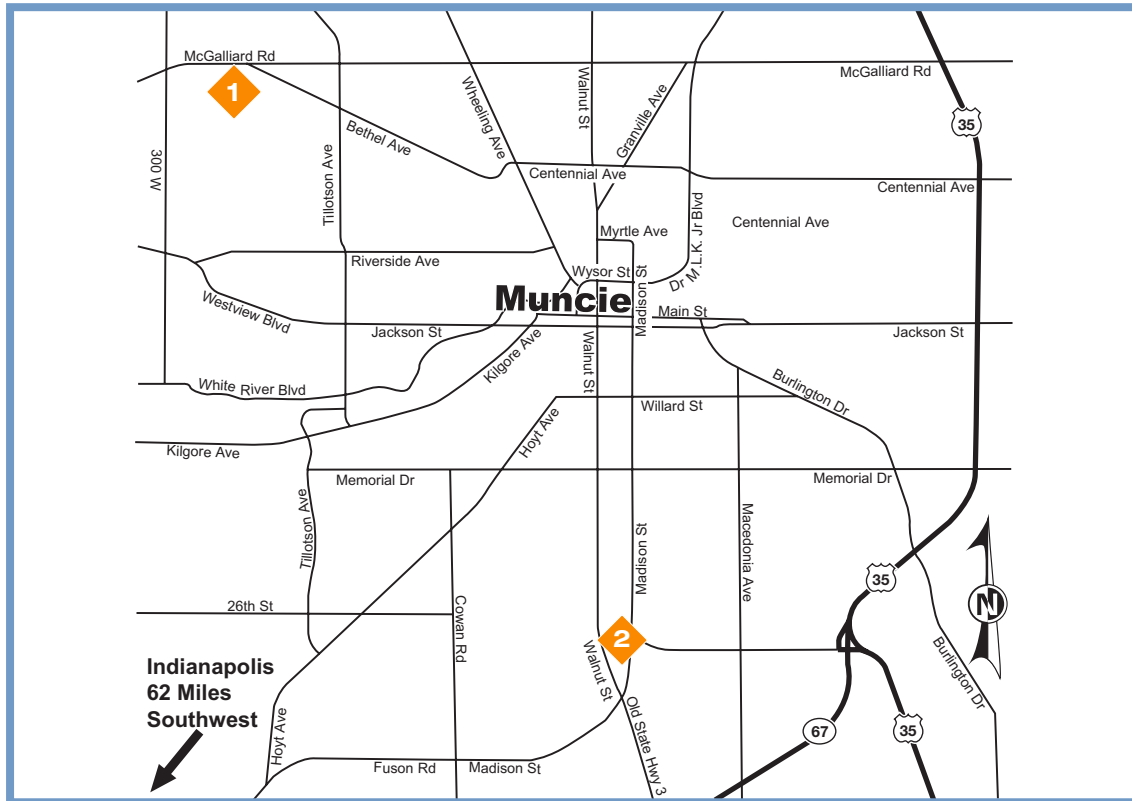 McGalliard Rd
McGalliard Rd
1
35
Wheeling Ave
Walnut St
Granville Ave
Bethel Ave
300 W
Tillotson Ave
Centennial Ave
Centennial Ave
Centennial Ave
Dr M.L.K. Jr Blvd
Myrtle Ave
Riverside Ave
Wysor St
Madison St
Muncie
Westview Blvd
Main St
Jackson St
Jackson St
Kilgore Ave
Walnut St
White River Blvd
Willard St
Burlington Dr
Hoyt Ave
Kilgore Ave
Memorial Dr
Memorial Dr
Tillotson Ave
Madison St
Macedonia Ave
35
N
26th St
Cowan Rd
2
Walnut St
Burlington Dr
Indianapolis
62 Miles
Southwest
Hoyt Ave
Old State Hwy 3
67
35
Fuson Rd
Madison St